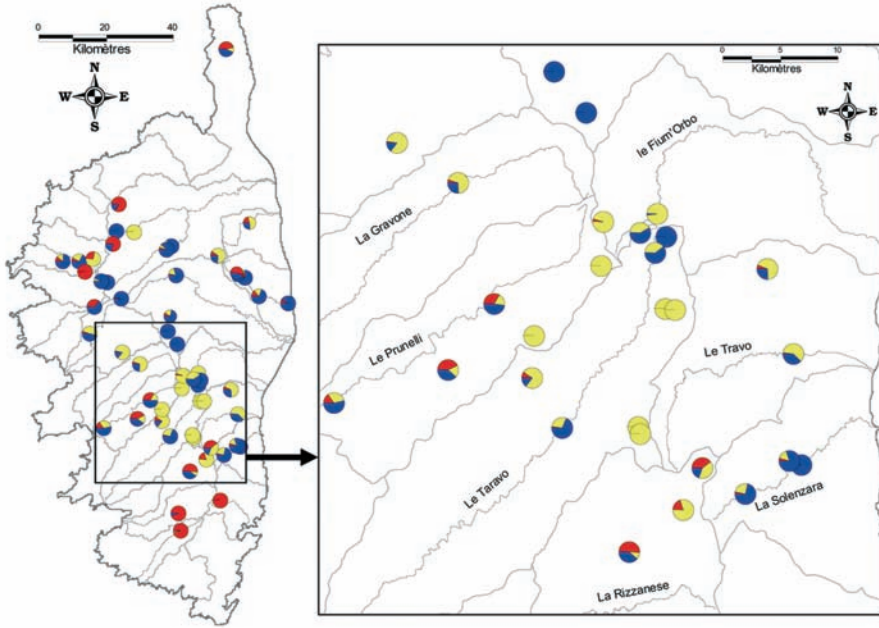 0 20 40
Kilomètres
N
W E
S
0 5 10
Kilomètres
N
W E
S
le Fium'Orbo
La Gravone
Le Prunelli
Le Travo
Le Taravo
La Solenzara
La Rizzanese